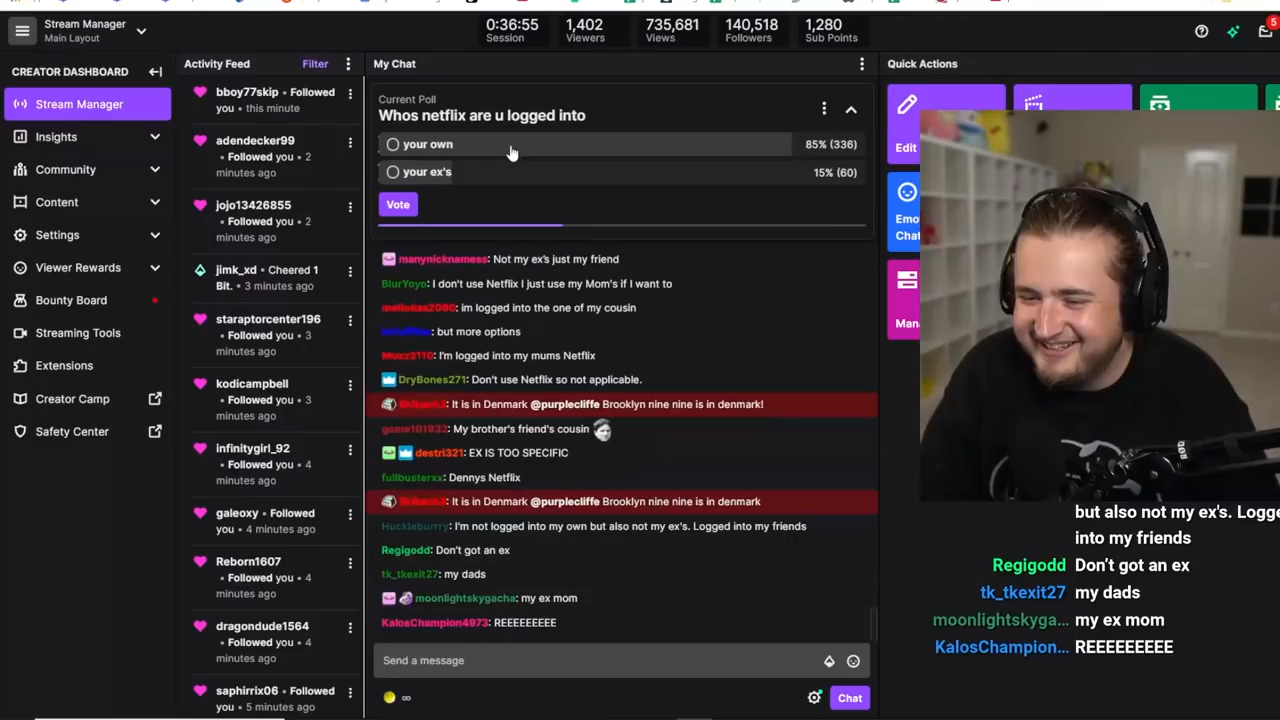 Stream Manager
Main Layout
0:36:55
Session
1,402
Viewers
735,681
Views
140,518
Followers
1,280
Sub Points
5
CREATOR DASHBOARD
Stream Manager
Insights
Community
Content
Settings
Viewer Rewards
Bounty Board
Streaming Tools
Extensions
Creator Camp
Safety Center
Activity Feed
Filter
bboy77skip • Followed
you • this minute
adendecker99
• Followed you • 2
minutes ago
jojo13426855
• Followed you • 2
minutes ago
jimk_xd • Cheered 1
Bit. • 3 minutes ago
staraptorcenter196
• Followed you • 3
minutes ago
kodicampbell
• Followed you • 3
minutes ago
infinitygirl_92
• Followed you • 4
minutes ago
galeoxy • Followed
you • 4 minutes ago
Reborn1607
• Followed you • 4
minutes ago
dragondude1564
• Followed you • 4
minutes ago
saphirrix06 • Followed
you • 5 minutes ago
My Chat
Current Poll
Whos netflix are u logged into
your own 85% (336)
your ex's 15% (60)
Vote
manynicknamess: Not my ex's just my friend
BlurYoyo: I don't use Netflix I just use my Mom's if I want to
: im logged into the one of my cousin
: but more options
Muzz2110: I'm logged into my mums Netflix
DryBones271: Don't use Netflix so not applicable.
: It is in Denmark @purplecliffe Brooklyn nine nine is in denmark!
game101932: My brother's friend's cousin
destri321: EX IS TOO SPECIFIC
fullbusterxx: Dennys Netflix
: It is in Denmark @purplecliffe Brooklyn nine nine is in denmark
Huckleburrry: I'm not logged into my own but also not my ex's. Logged into my friends
Regigodd: Don't got an ex
tk_tkexit27: my dads
moonlightskygacha: my ex mom
KalosChampion4973: REEEEEEEEE
Send a message
∞
Chat
Quick Actions
Edit
Emo
Chat
Man
but also not my ex's. Logge
into my friends
Regigodd Don't got an ex
tk_tkexit27 my dads
moonlightskyga... my ex mom
KalosChampion... REEEEEEEEE